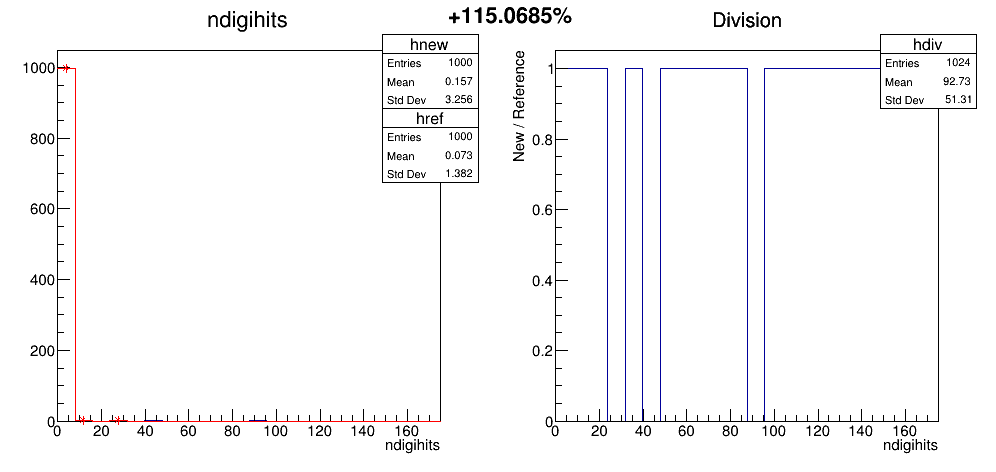 +115.0685%
ndigihits
hnew
Entries 1000
Mean 0.157
Std Dev 3.256
href
Entries 1000
Mean 0.073
Std Dev 1.382
1000
800
600
400
200
0
0 20 40 60 80 100 120 140 160
ndigihits
Division
hdiv
Entries 1024
Mean 92.73
Std Dev 51.31
New / Reference
1
0.8
0.6
0.4
0.2
0
0 20 40 60 80 100 120 140 160
ndigihits